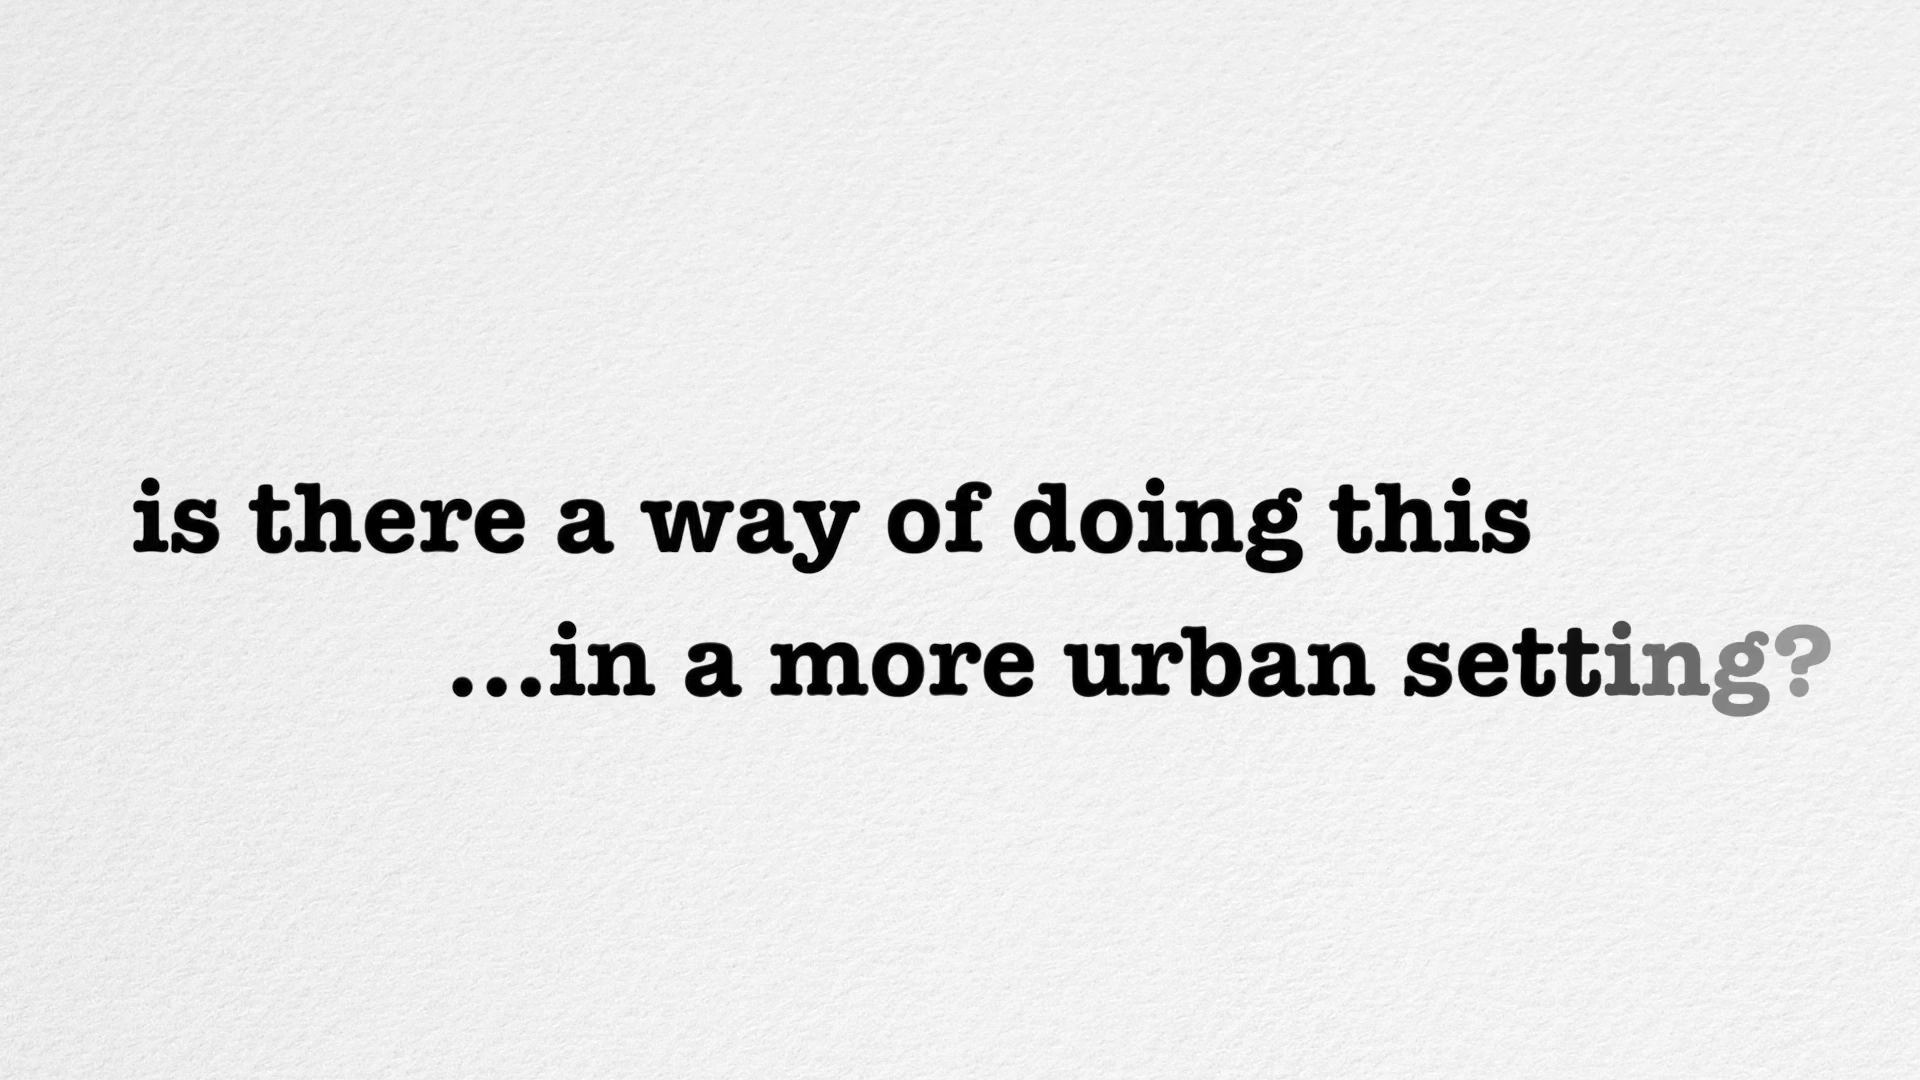 is there a way of doing this
...in a more urban setting?